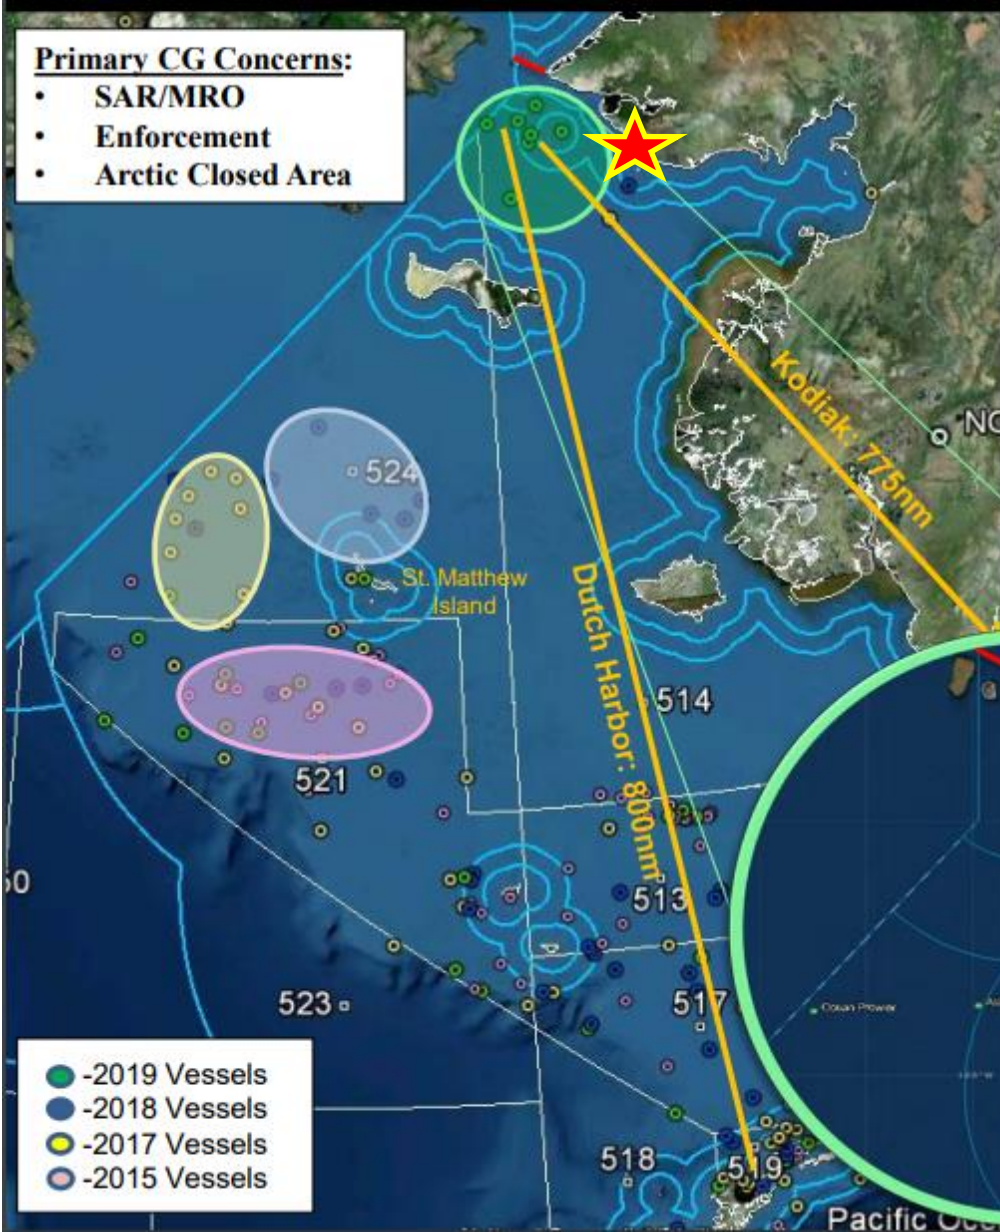 Primary CG Concerns:
• SAR/MRO
• Enforcement
• Arctic Closed Area
Kodiak: 775nm
524
St. Matthew
Island
Dutch Harbor: 800nm
514
521
513
523
517
-2019 Vessels
-2018 Vessels
-2017 Vessels
-2015 Vessels
518
519
Pacific